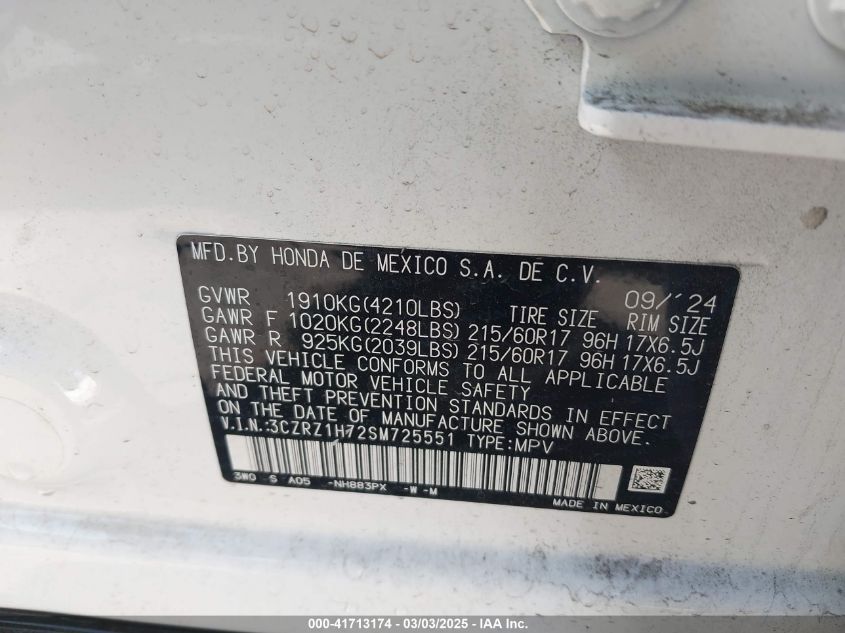 MFD.BY HONDA DE MEXICO S.A. DE C.V.
09/'24
GVWR 1910KG(4210LBS) TIRE SIZE RIM SIZE
GAWR F 1020KG(2248LBS) 215/60R17 96H 17X6.5J
GAWR R 925KG(2039LBS) 215/60R17 96H 17X6.5J
THIS VEHICLE CONFORMS TO ALL APPLICABLE
FEDERAL MOTOR VEHICLE SAFETY
AND THEFT PREVENTION STANDARDS IN EFFECT
ON THE DATE OF MANUFACTURE SHOWN ABOVE.
V.I.N.:3CZRZ1H72SM725551 TYPE:MPV
3W0 S A05 -NH883PX -W-M
MADE IN MEXICO
000-41713174 - 03/03/2025 - IAA Inc.